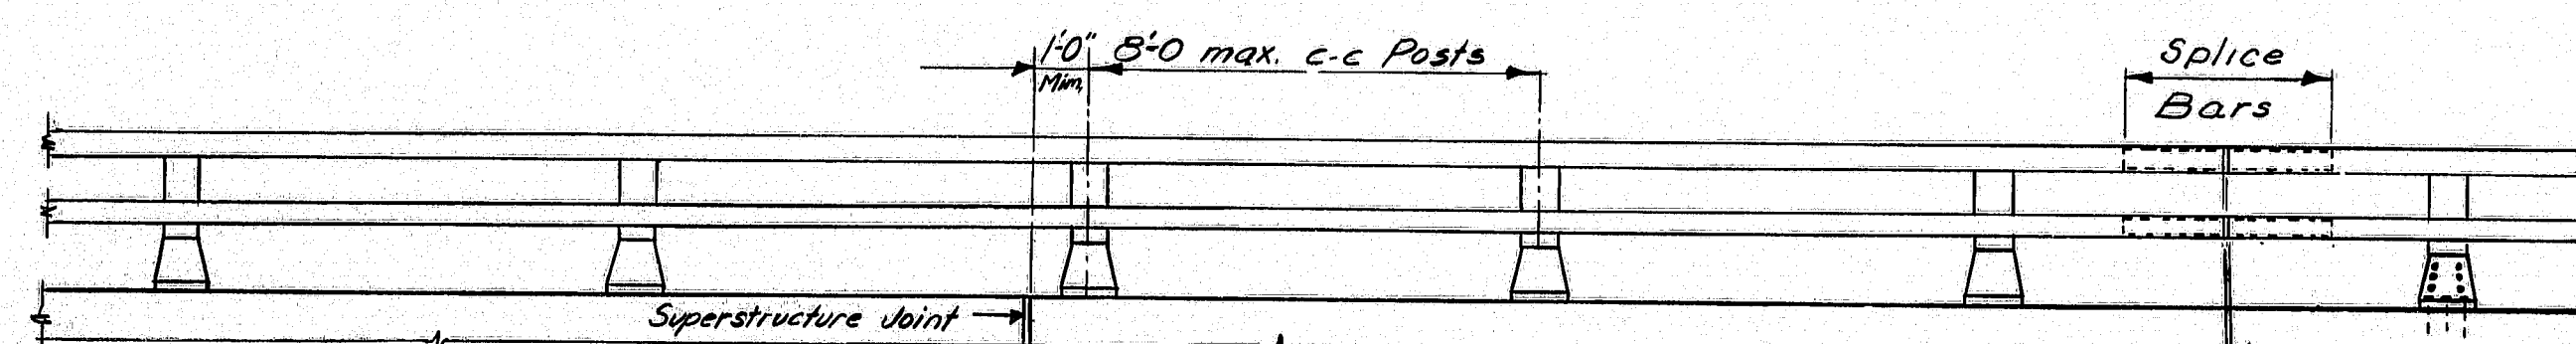 1'-0" 8'-0 max. c-c Posts
Min.
Splice
Bars
Superstructure Joint